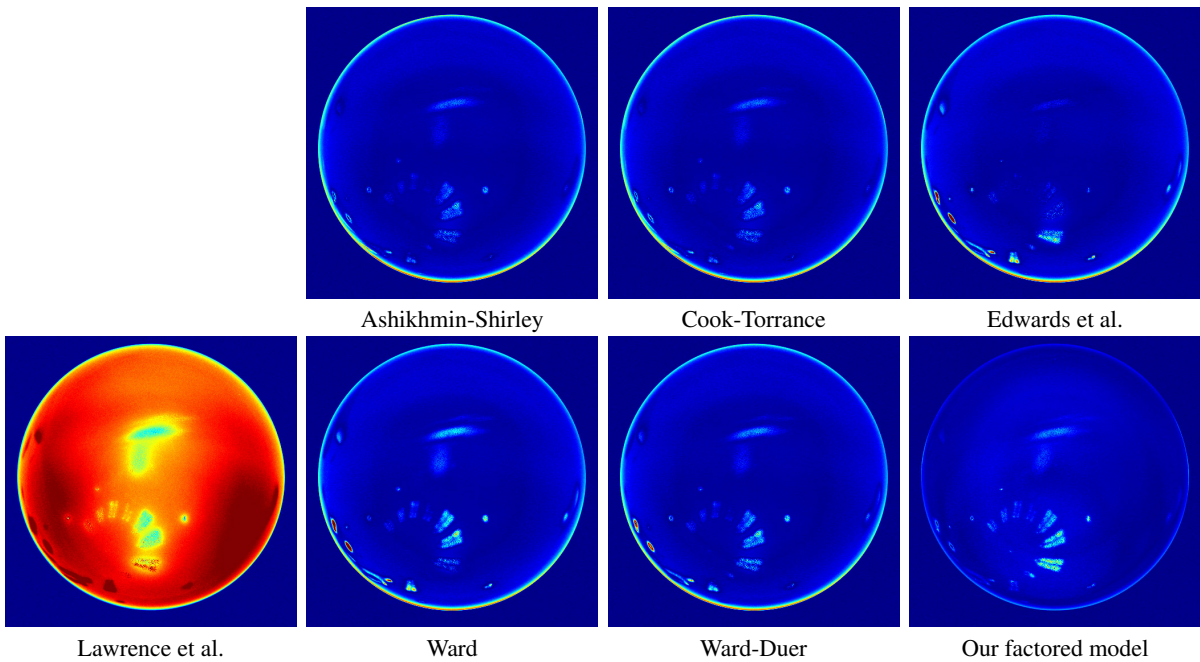 Ashikhmin-Shirley
Cook-Torrance
Edwards et al.
Lawrence et al.
Ward
Ward-Duer
Our factored model